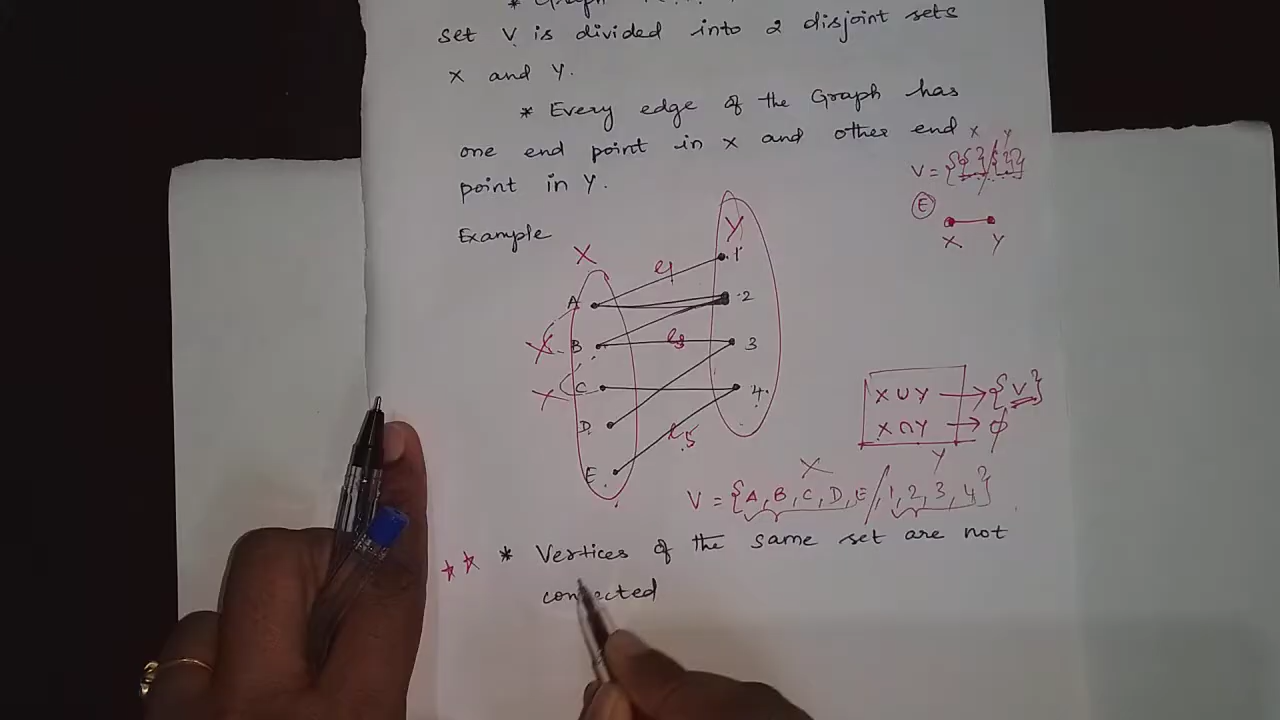 * Graph
set V is divided into 2 disjoint sets
X and Y.
* Every edge of the Graph has
one end point in X and other end
point in Y.
X Y
V = {{ }/{ }}
E
X Y
Example
X
Y
A
B
C
D
E
1
2
3
4
e1
e3
e5
X
X
X ∪ Y → {V}
X ∩ Y → ϕ
X Y
V = {A, B, C, D, E / 1, 2, 3, 4}
* Vertices of the same set are not
connected